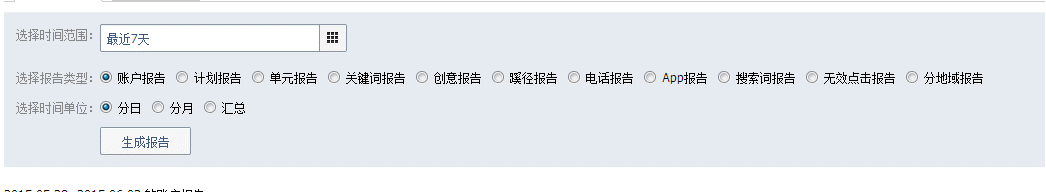 选择时间范围： 最近7天
选择报告类型： 账户报告 计划报告 单元报告 关键词报告 创意报告 蹊径报告 电话报告 App报告 搜索词报告 无效点击报告 分地域报告
选择时间单位： 分日 分月 汇总
生成报告